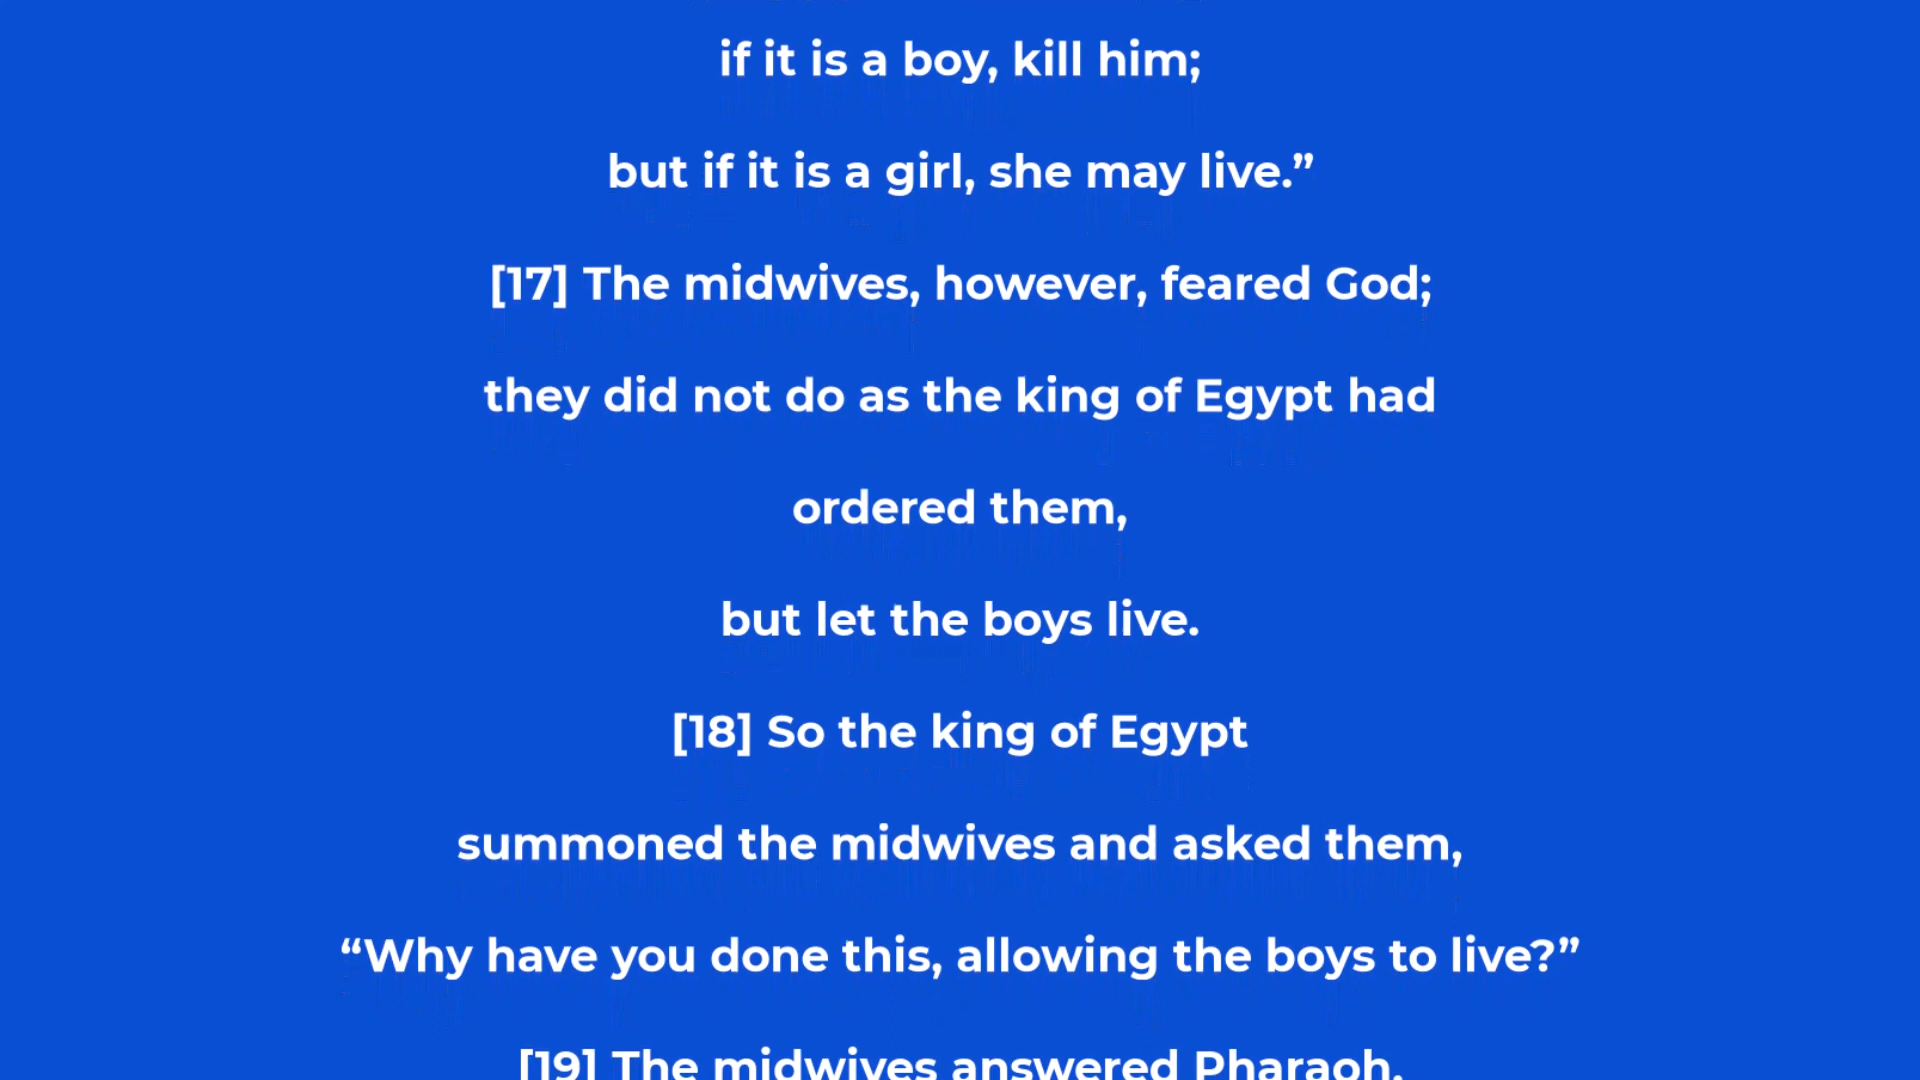 if it is a boy, kill him;
but if it is a girl, she may live.”
[17] The midwives, however, feared God;
they did not do as the king of Egypt had
ordered them,
but let the boys live.
[18] So the king of Egypt
summoned the midwives and asked them,
“Why have you done this, allowing the boys to live?”
[19] The midwives answered Pharaoh,